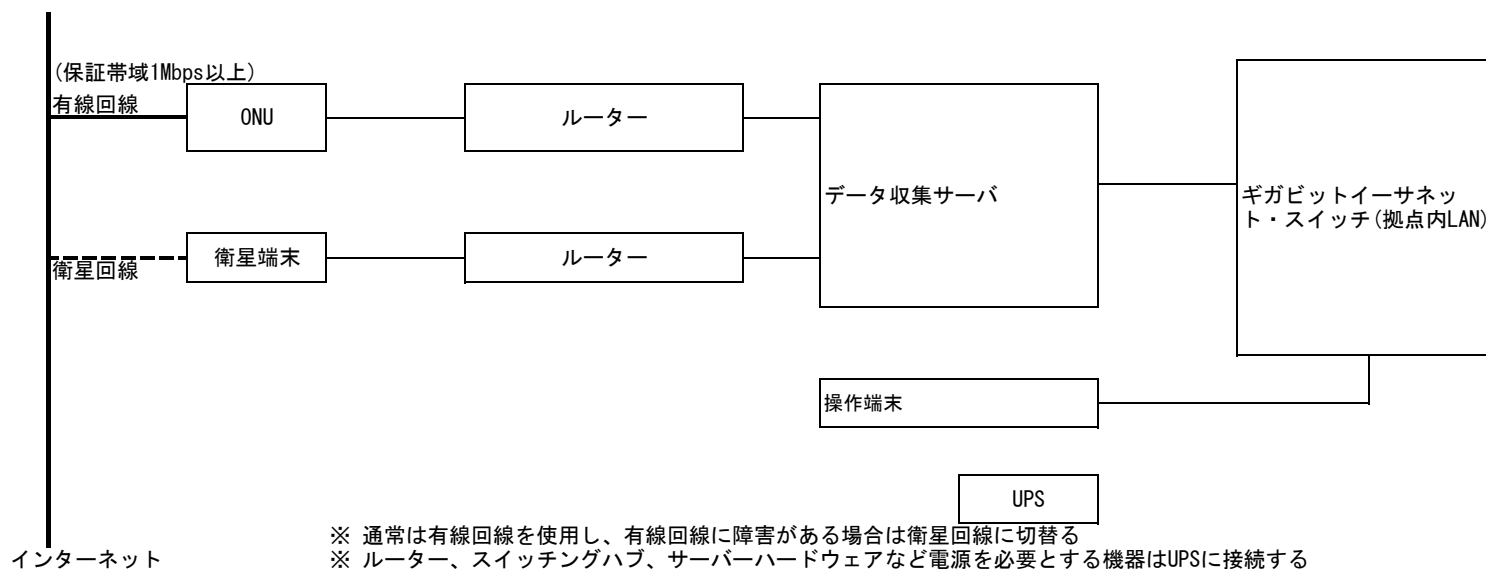 (保証帯域1Mbps以上)
有線回線
ONU
ルーター
データ収集サーバ
ギガビットイーサネッ
ト・スイッチ(拠点内LAN)
衛星回線
衛星端末
ルーター
操作端末
UPS
※ 通常は有線回線を使用し、有線回線に障害がある場合は衛星回線に切替る
インターネット
※ ルーター、スイッチングハブ、サーバーハードウェアなど電源を必要とする機器はUPSに接続する